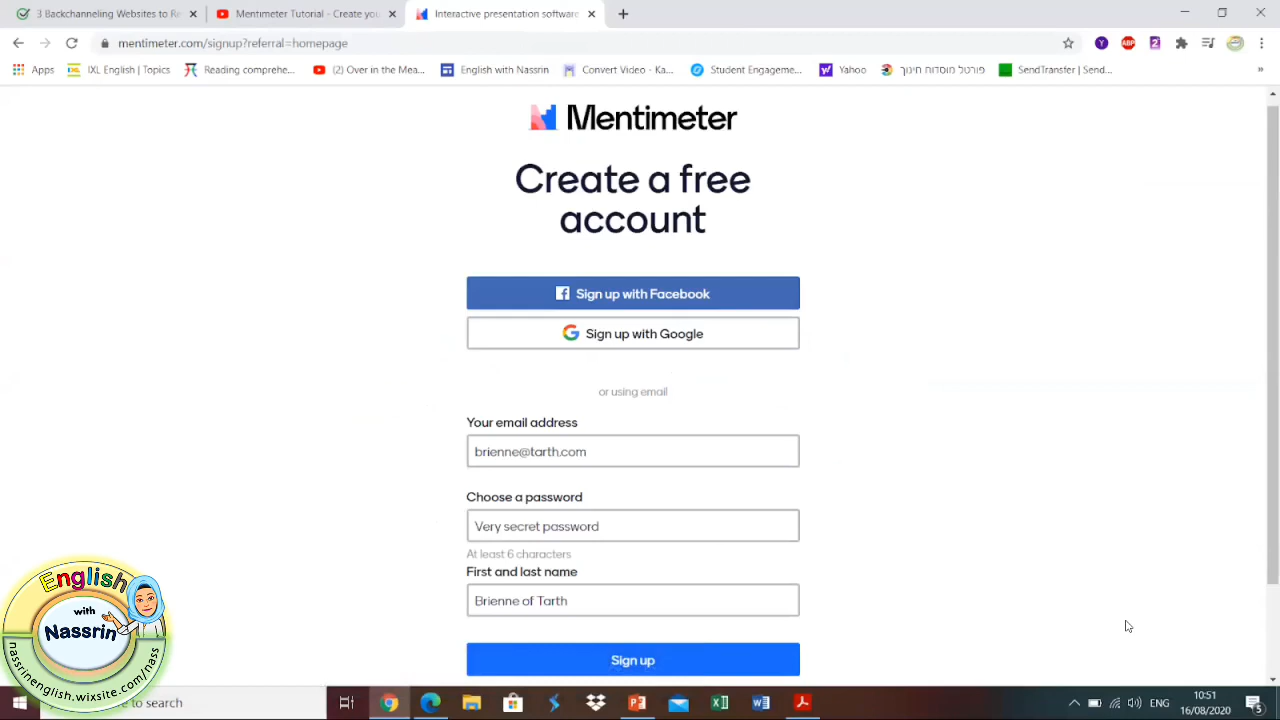 3 Backchanneling Websites to Re
Mentimeter Tutorial - Create you
Interactive presentation software
mentimeter.com/signup?referral=homepage
ABP
Apps
IXL English | Topics
Reading comprehe...
(2) Over in the Mea...
English with Nassrin
Convert Video - Ka...
Student Engageme...
Yahoo
פורטל מוסדות חינוך
SendTransfer | Send...
Mentimeter
Create a free
account
Sign up with Facebook
Sign up with Google
or using email
Your email address
brienne@tarth.com
Choose a password
Very secret password
At least 6 characters
First and last name
Brienne of Tarth
Sign up
English
with
Nassrin
nassrinenglish.wixsite.com/nass
e to search
ENG
10:51
16/08/2020
5